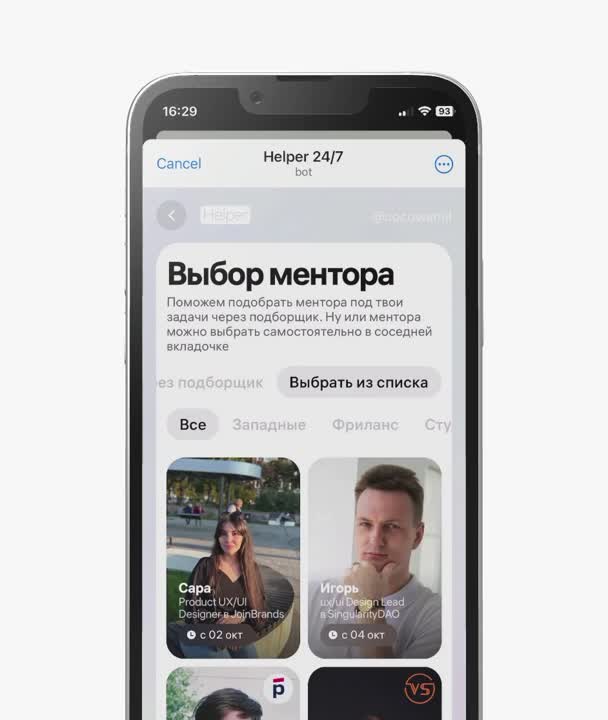 16:29
93
Cancel
Helper 24/7
bot
Helper
Выбор ментора
Поможем подобрать ментора под твои
задачи через подборщик. Ну или ментора
можно выбрать самостоятельно в соседней
вкладочке
ез подборщик
Выбрать из списка
Все
Западные
Фриланс
Сту
Сара
Product UX/UI
Designer в JoinBrands
с 02 окт
Игорь
ux/ui Design Lead
в SingularityDAO
с 04 окт
р
VS